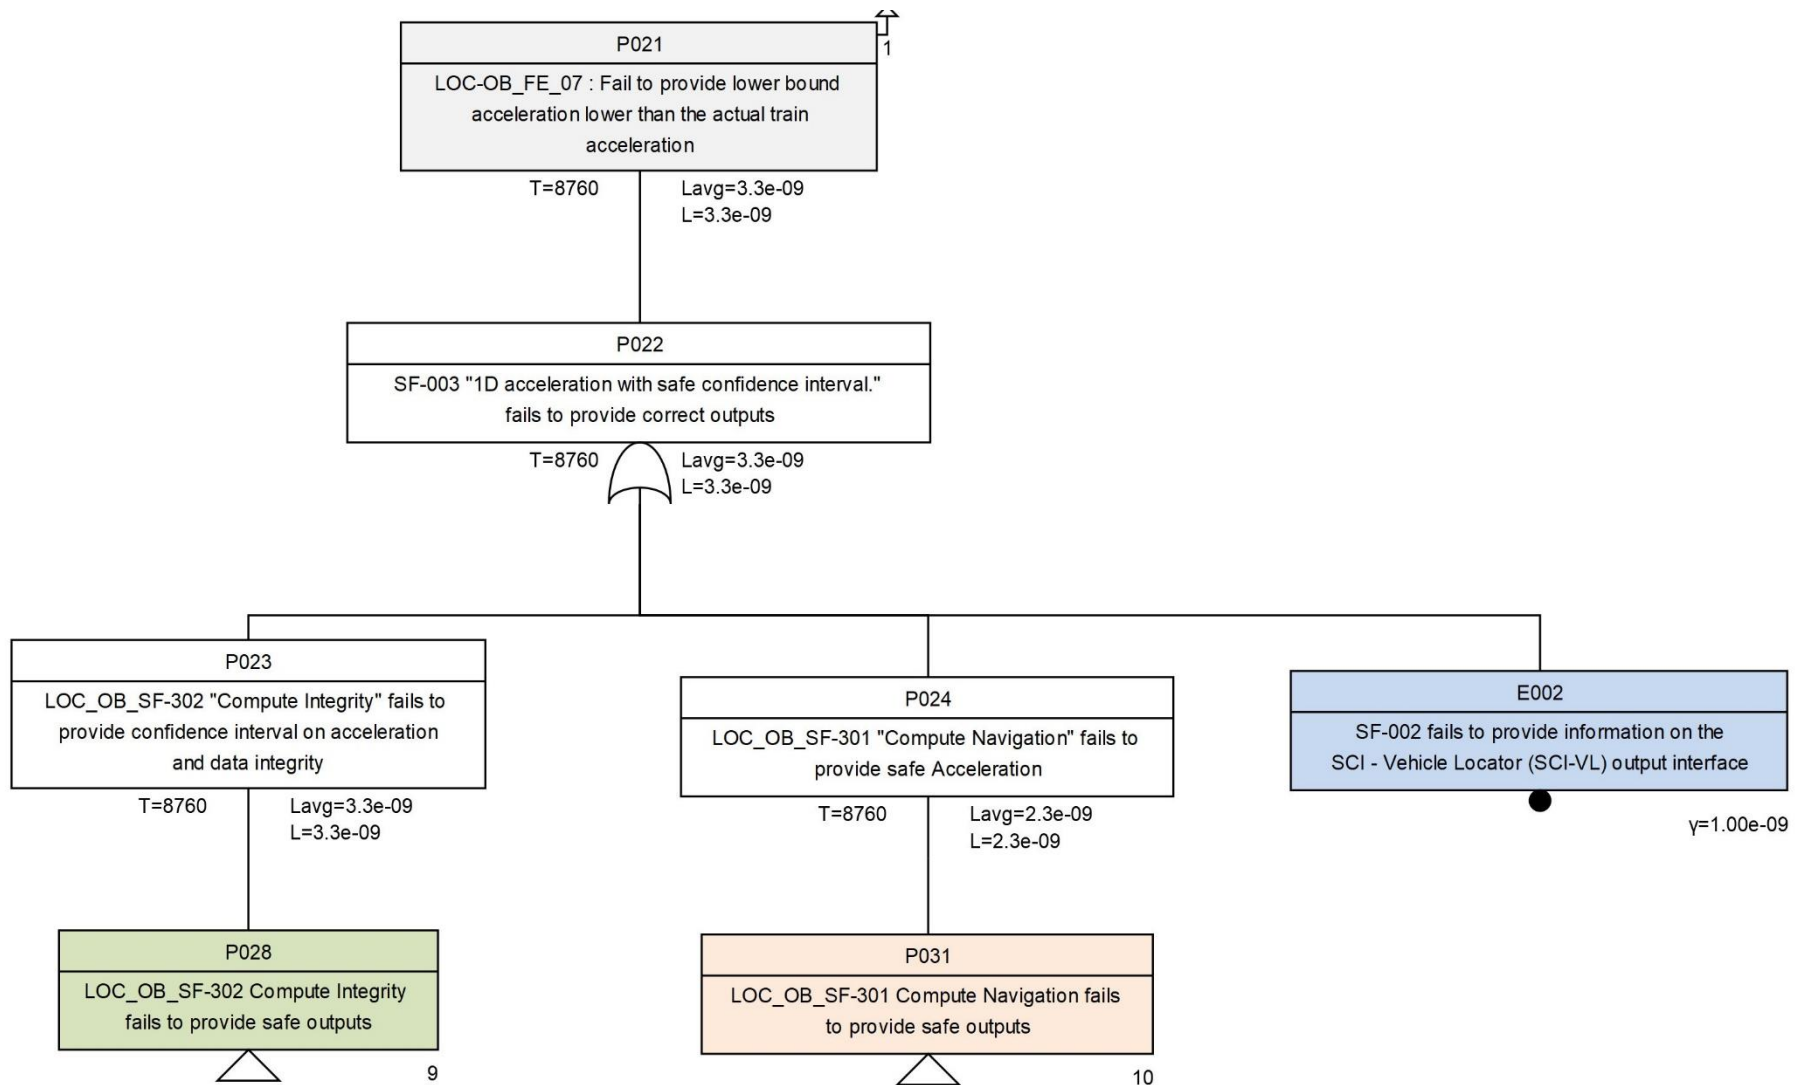 P021
1
LOC-OB_FE_07 : Fail to provide lower bound
acceleration lower than the actual train
acceleration
T=8760
Lavg=3.3e-09
L=3.3e-09
P022
SF-003 "1D acceleration with safe confidence interval."
fails to provide correct outputs
T=8760
Lavg=3.3e-09
L=3.3e-09
P023
LOC_OB_SF-302 "Compute Integrity" fails to
provide confidence interval on acceleration
and data integrity
T=8760
Lavg=3.3e-09
L=3.3e-09
P024
LOC_OB_SF-301 "Compute Navigation" fails to
provide safe Acceleration
T=8760
Lavg=2.3e-09
L=2.3e-09
E002
SF-002 fails to provide information on the
SCI - Vehicle Locator (SCI-VL) output interface
γ=1.00e-09
P028
LOC_OB_SF-302 Compute Integrity
fails to provide safe outputs
9
P031
LOC_OB_SF-301 Compute Navigation fails
to provide safe outputs
10